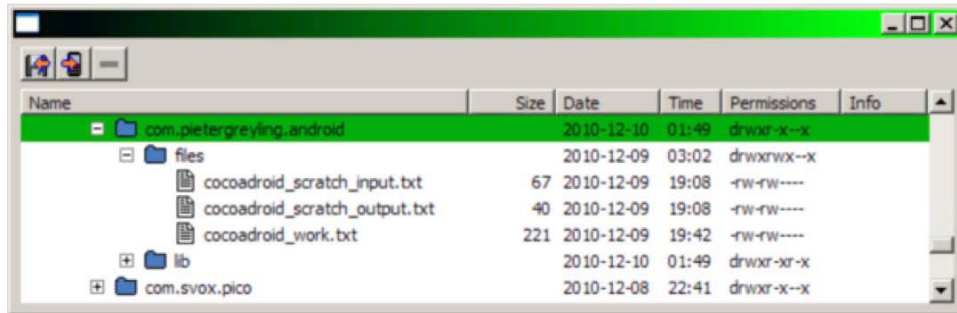 Name Size Date Time Permissions Info
com.pietergreyling.android 2010-12-10 01:49 drwxr-x--x
files 2010-12-09 03:02 drwxrwx--x
cocoadroid_scratch_input.txt 67 2010-12-09 19:08 -rw-rw----
cocoadroid_scratch_output.txt 40 2010-12-09 19:08 -rw-rw----
cocoadroid_work.txt 221 2010-12-09 19:42 -rw-rw----
lib 2010-12-10 01:49 drwxr-xr-x
com.svox.pico 2010-12-08 22:41 drwxr-x--x